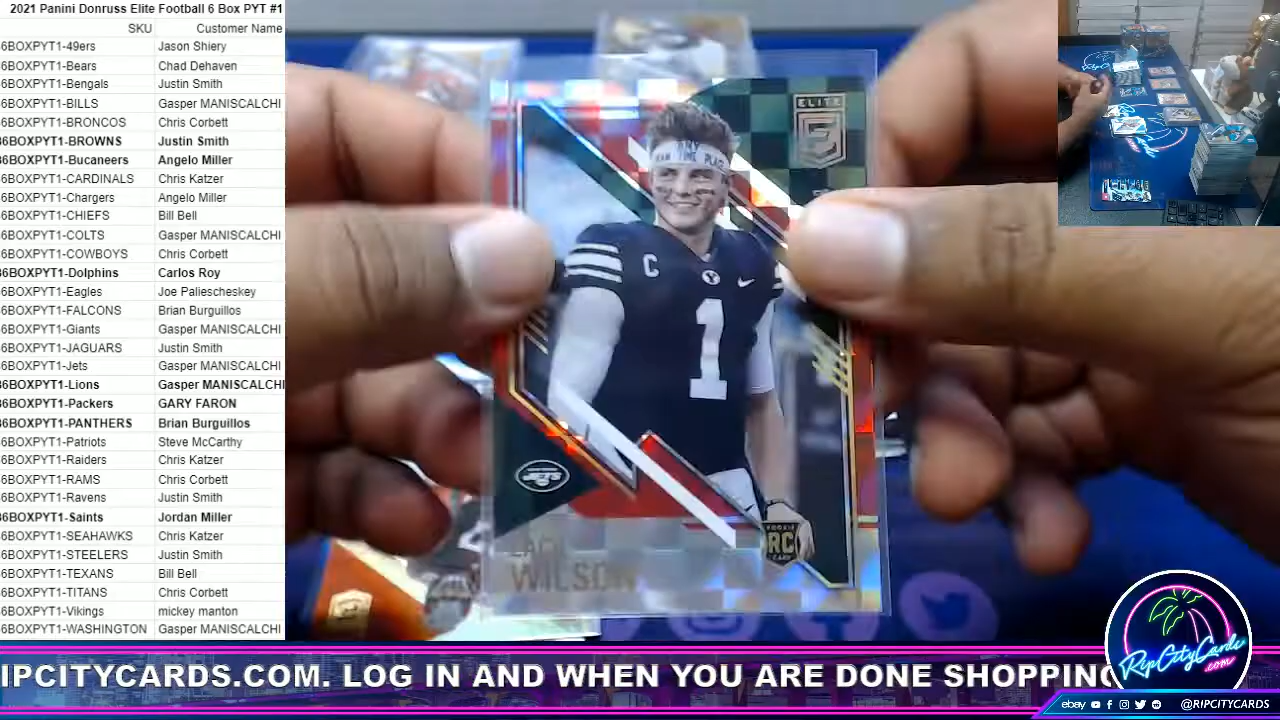 2021 Panini Donruss Elite Football 6 Box PYT #1
SKU Customer Name
6BOXPYT1-49ers Jason Shiery
6BOXPYT1-Bears Chad Dehaven
6BOXPYT1-Bengals Justin Smith
6BOXPYT1-BILLS Gasper MANISCALCHI
6BOXPYT1-BRONCOS Chris Corbett
6BOXPYT1-BROWNS Justin Smith
6BOXPYT1-Bucaneers Angelo Miller
6BOXPYT1-CARDINALS Chris Katzer
6BOXPYT1-Chargers Angelo Miller
6BOXPYT1-CHIEFS Bill Bell
6BOXPYT1-COLTS Gasper MANISCALCHI
6BOXPYT1-COWBOYS Chris Corbett
6BOXPYT1-Dolphins Carlos Roy
6BOXPYT1-Eagles Joe Paliescheskey
6BOXPYT1-FALCONS Brian Burguillos
6BOXPYT1-Giants Gasper MANISCALCHI
6BOXPYT1-JAGUARS Justin Smith
6BOXPYT1-Jets Gasper MANISCALCHI
6BOXPYT1-Lions Gasper MANISCALCHI
6BOXPYT1-Packers GARY FARON
6BOXPYT1-PANTHERS Brian Burguillos
6BOXPYT1-Patriots Steve McCarthy
6BOXPYT1-Raiders Chris Katzer
6BOXPYT1-RAMS Chris Corbett
6BOXPYT1-Ravens Justin Smith
6BOXPYT1-Saints Jordan Miller
6BOXPYT1-SEAHAWKS Chris Katzer
6BOXPYT1-STEELERS Justin Smith
6BOXPYT1-TEXANS Bill Bell
6BOXPYT1-TITANS Chris Corbett
6BOXPYT1-Vikings mickey manton
6BOXPYT1-WASHINGTON Gasper MANISCALCHI
ELITE
E
ANY
TIME PLACE
C
Y
1
JETS
ROOKIE
RC
CARD
WILSON
IPCITYCARDS.COM. LOG IN AND WHEN YOU ARE DONE SHOPPING
RipCityCards
.com
ebay @RIPCITYCARDS